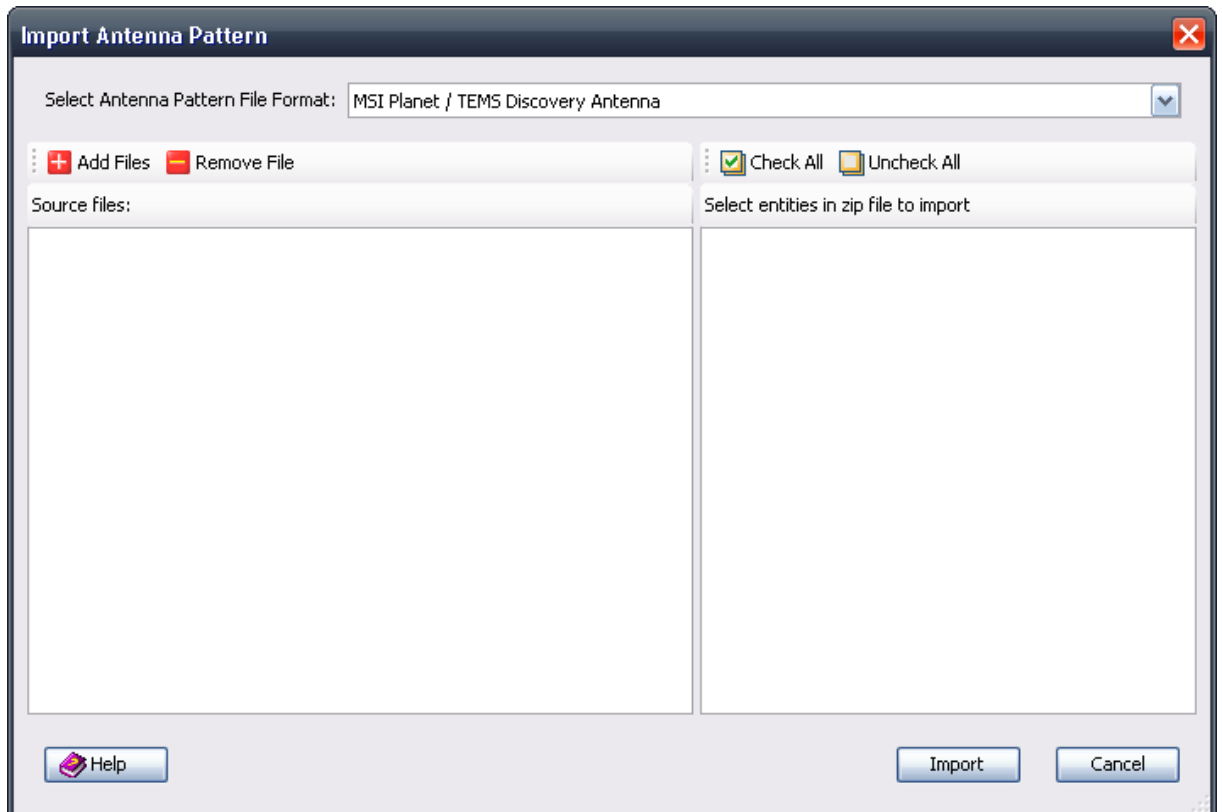 Import Antenna Pattern
Select Antenna Pattern File Format: MSI Planet / TEMS Discovery Antenna
Add Files Remove File Check All Uncheck All
Source files: Select entities in zip file to import
Help Import Cancel